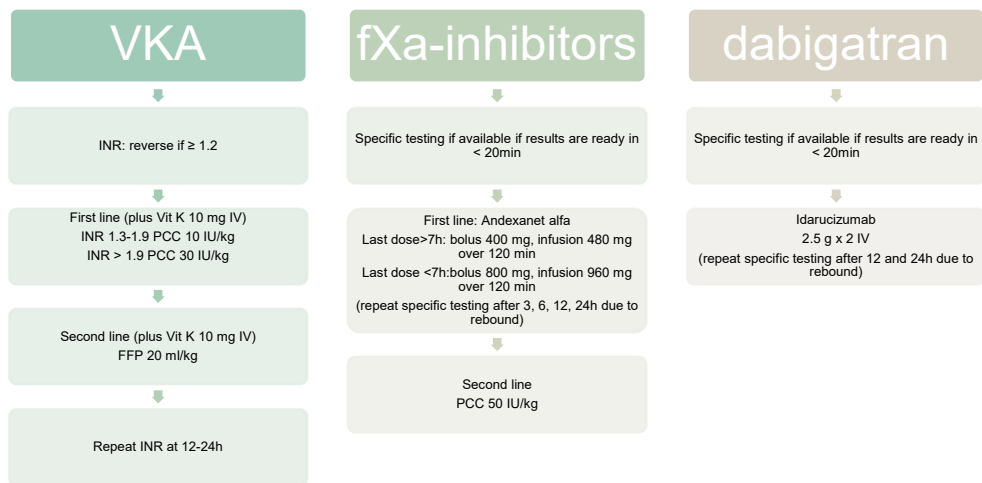 VKA
INR: reverse if ≥ 1.2
First line (plus Vit K 10 mg IV)
INR 1.3-1.9 PCC 10 IU/kg
INR > 1.9 PCC 30 IU/kg
Second line (plus Vit K 10 mg IV)
FFP 20 ml/kg
Repeat INR at 12-24h
fXa-inhibitors
Specific testing if available if results are ready in
< 20min
First line: Andexanet alfa
Last dose>7h: bolus 400 mg, infusion 480 mg
over 120 min
Last dose <7h:bolus 800 mg, infusion 960 mg
over 120 min
(repeat specific testing after 3, 6, 12, 24h due to
rebound)
Second line
PCC 50 IU/kg
dabigatran
Specific testing if available if results are ready in
< 20min
Idarucizumab
2.5 g x 2 IV
(repeat specific testing after 12 and 24h due to
rebound)